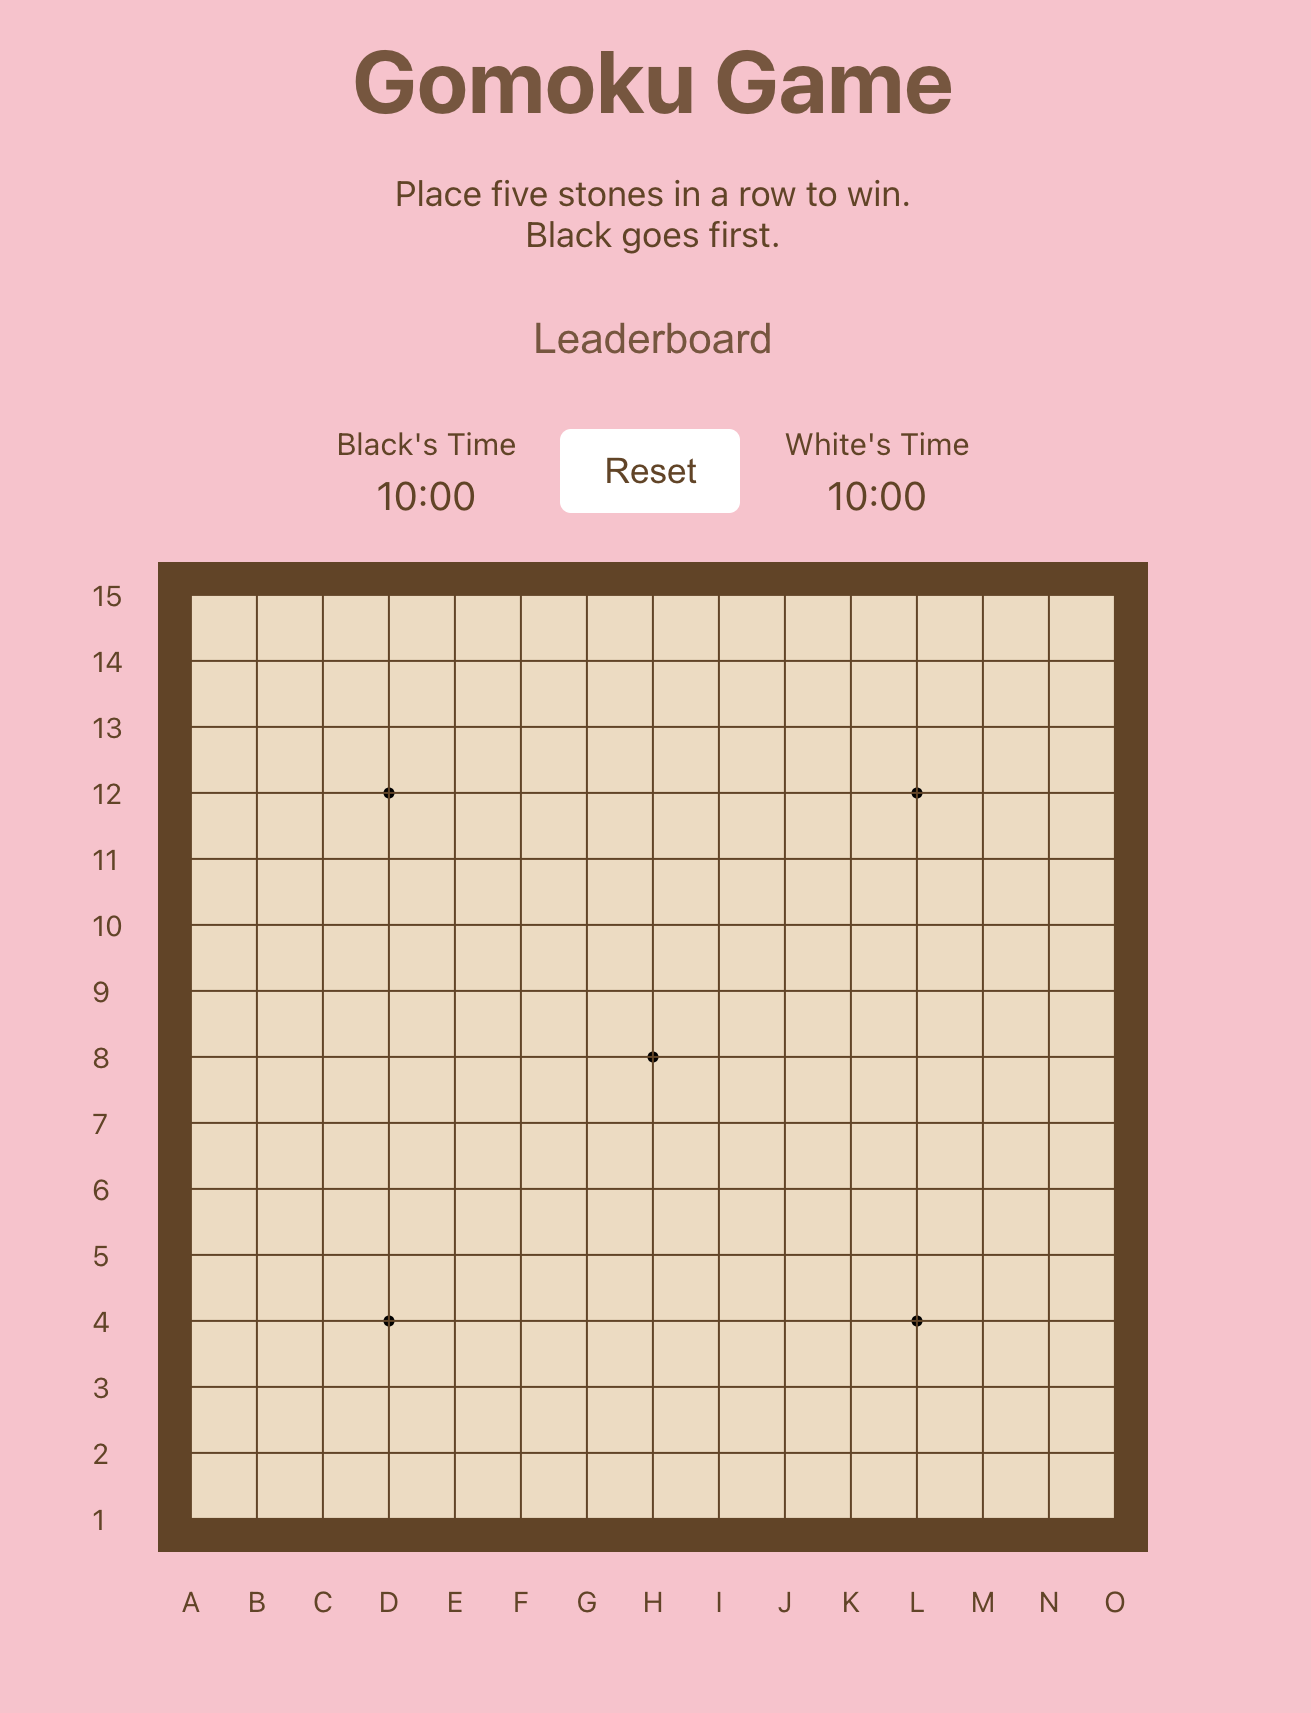 Gomoku Game
Place five stones in a row to win.
Black goes first.
Leaderboard
Black's Time
10:00
Reset
White's Time
10:00
15
14
13
12
11
10
9
8
7
6
5
4
3
2
1
A B C D E F G H I J K L M N O